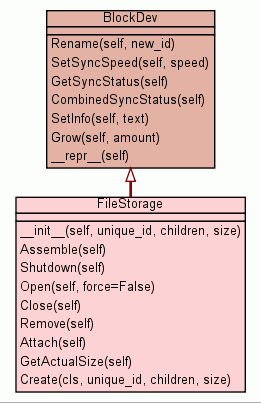 BlockDev
Rename(self, new_id)
SetSyncSpeed(self, speed)
GetSyncStatus(self)
CombinedSyncStatus(self)
SetInfo(self, text)
Grow(self, amount)
__repr__(self)
FileStorage
__init__(self, unique_id, children, size)
Assemble(self)
Shutdown(self)
Open(self, force=False)
Close(self)
Remove(self)
Attach(self)
GetActualSize(self)
Create(cls, unique_id, children, size)